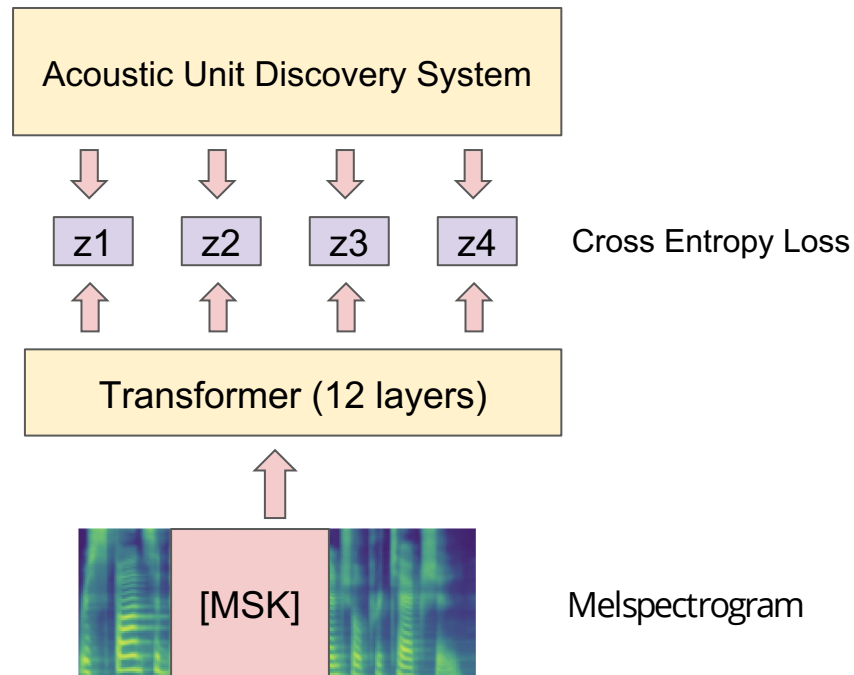 Acoustic Unit Discovery System
z1 z2 z3 z4 Cross Entropy Loss
Transformer (12 layers)
[MSK] Melspectrogram